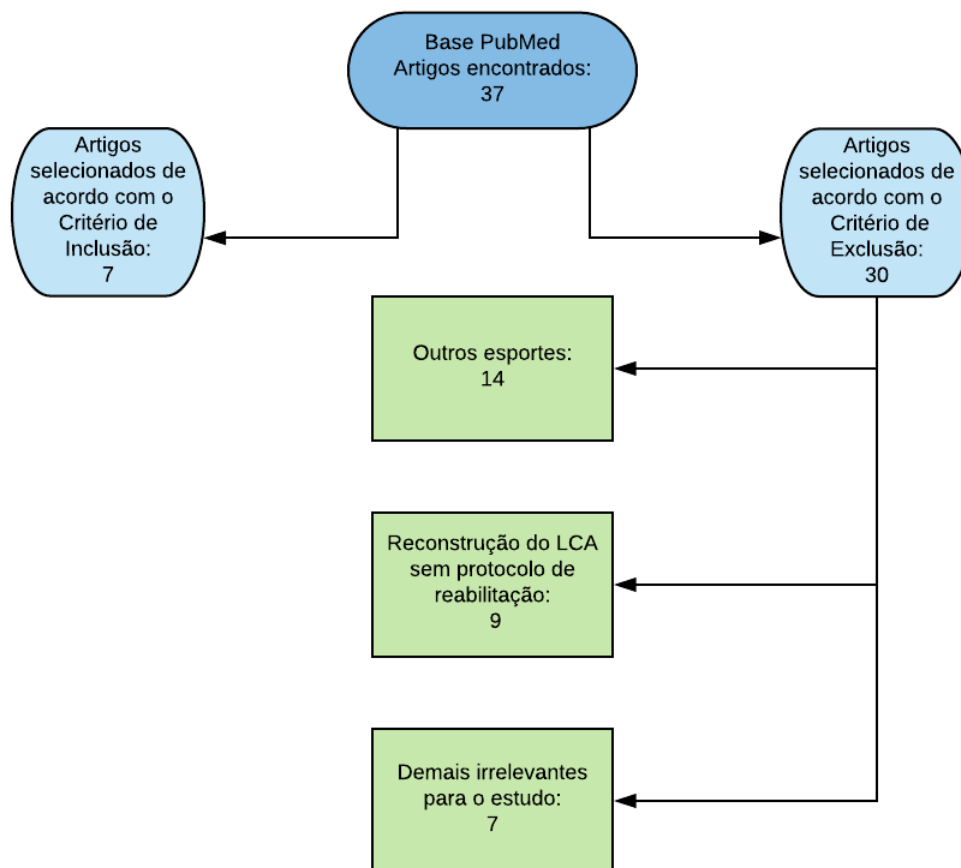 Base PubMed
Artigos encontrados:
37
Artigos
selecionados de
acordo com o
Critério de
Inclusão:
7
Artigos
selecionados de
acordo com o
Critério de
Exclusão:
30
Outros esportes:
14
Reconstrução do LCA
sem protocolo de
reabilitação:
9
Demais irrelevantes
para o estudo:
7